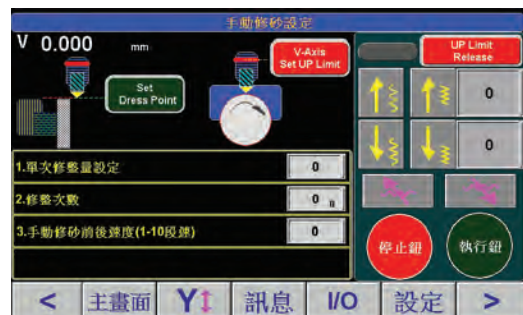 手動修砂設定
V 0.000 mm
Set
Dress Point
V-Axis
Set UP Limit
UP Limit
Release
0
0
1.單次修整量設定 0
2.修整次數 0
3.手動修砂前後速度(1-10段速) 0
停止鈕 執行鈕
< 主畫面 Y 訊息 I/O 設定 >